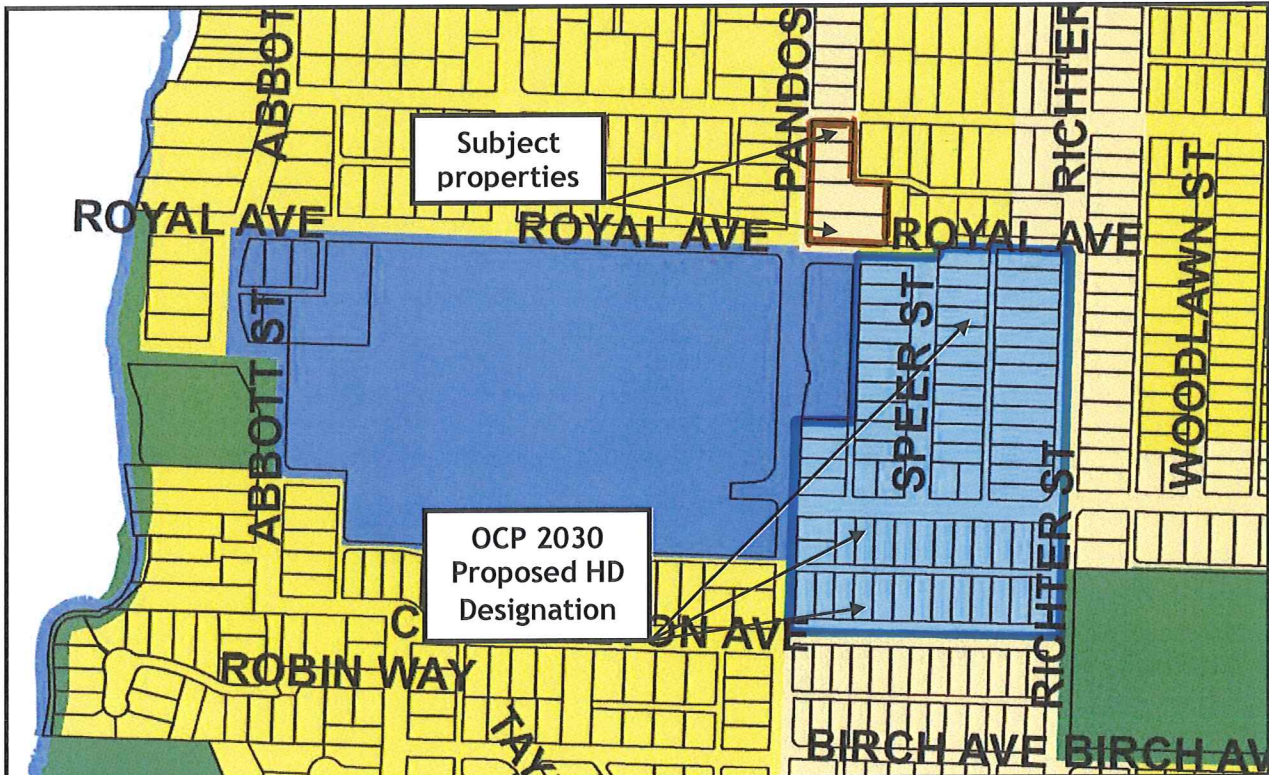 ABBOT
PANDOS
RICHTER
Subject
properties
WOODLAWN ST
ROYAL AVE
ROYAL AVE
ROYAL AVE
ABBOTT ST
SPEER ST
RICHTER ST
OCP 2030
Proposed HD
Designation
C
ON AVE
ROBIN WAY
TAY
BIRCH AVE
BIRCH AV